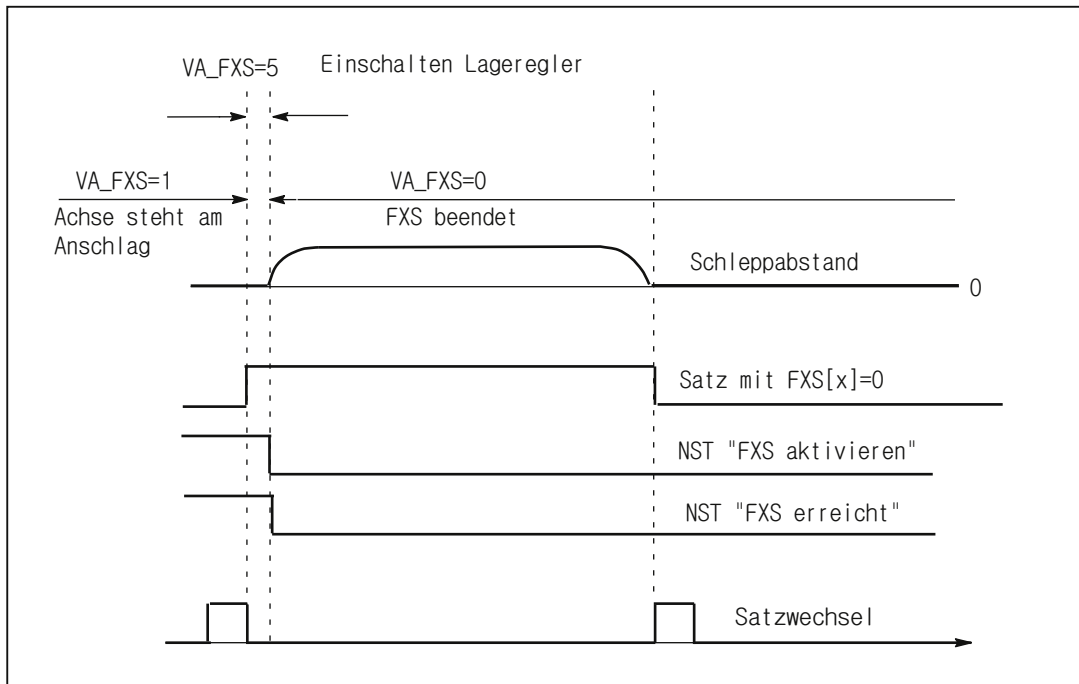 VA_FXS=5
Einschalten Lageregler
VA_FXS=1
VA_FXS=0
Achse steht am
Anschlag
FXS beendet
Schleppabstand
0
Satz mit FXS[x]=0
NST "FXS aktivieren"
NST "FXS erreicht"
Satzwechsel